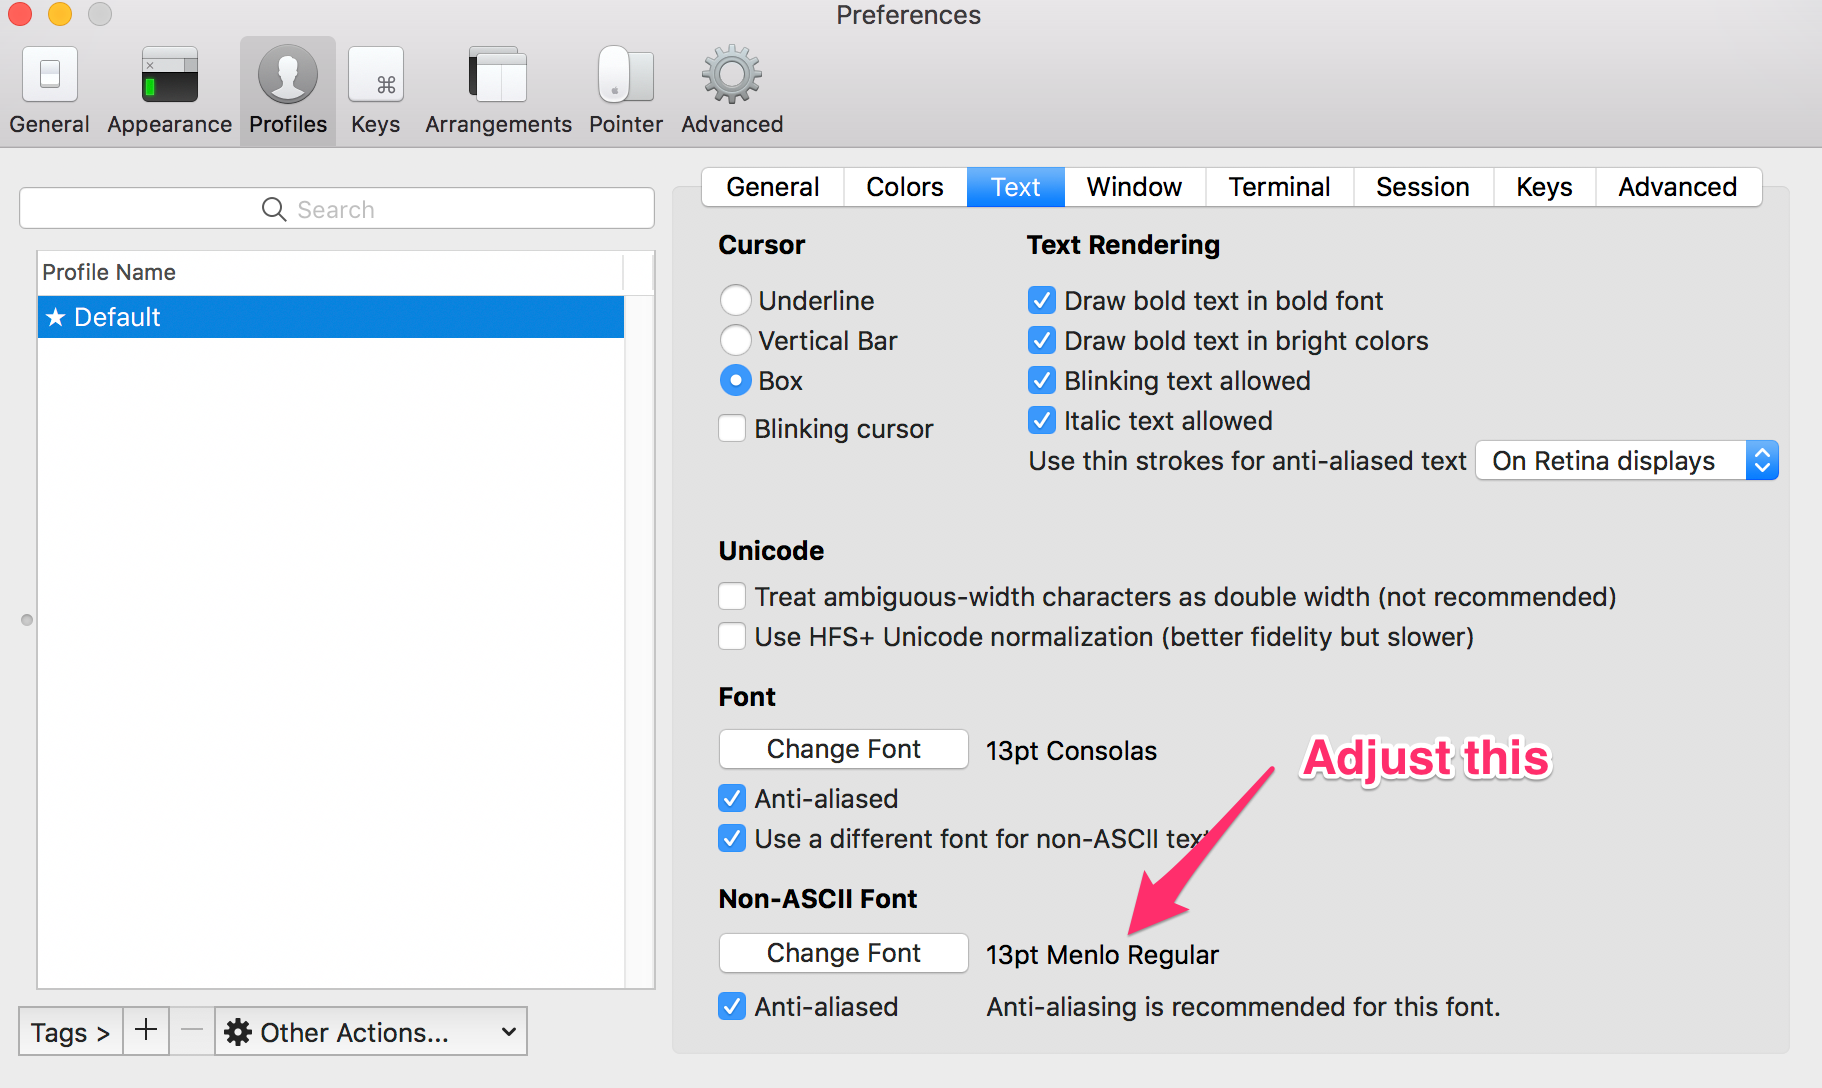 Preferences
General Appearance Profiles Keys Arrangements Pointer Advanced
Search
Profile Name
★ Default
Tags > + − Other Actions...
General Colors Text Window Terminal Session Keys Advanced
Cursor
Underline
Vertical Bar
Box
Blinking cursor
Text Rendering
Draw bold text in bold font
Draw bold text in bright colors
Blinking text allowed
Italic text allowed
Use thin strokes for anti-aliased text On Retina displays
Unicode
Treat ambiguous-width characters as double width (not recommended)
Use HFS+ Unicode normalization (better fidelity but slower)
Font
Change Font 13pt Consolas
Adjust this
Anti-aliased
Use a different font for non-ASCII text
Non-ASCII Font
Change Font 13pt Menlo Regular
Anti-aliased Anti-aliasing is recommended for this font.